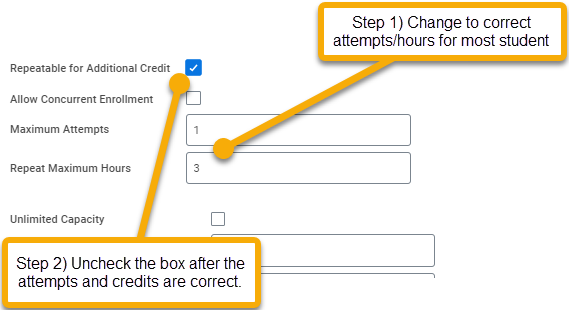 Step 1) Change to correct
attempts/hours for most student
Repeatable for Additional Credit
Allow Concurrent Enrollment
Maximum Attempts
1
Repeat Maximum Hours
3
Unlimited Capacity
Step 2) Uncheck the box after the
attempts and credits are correct.